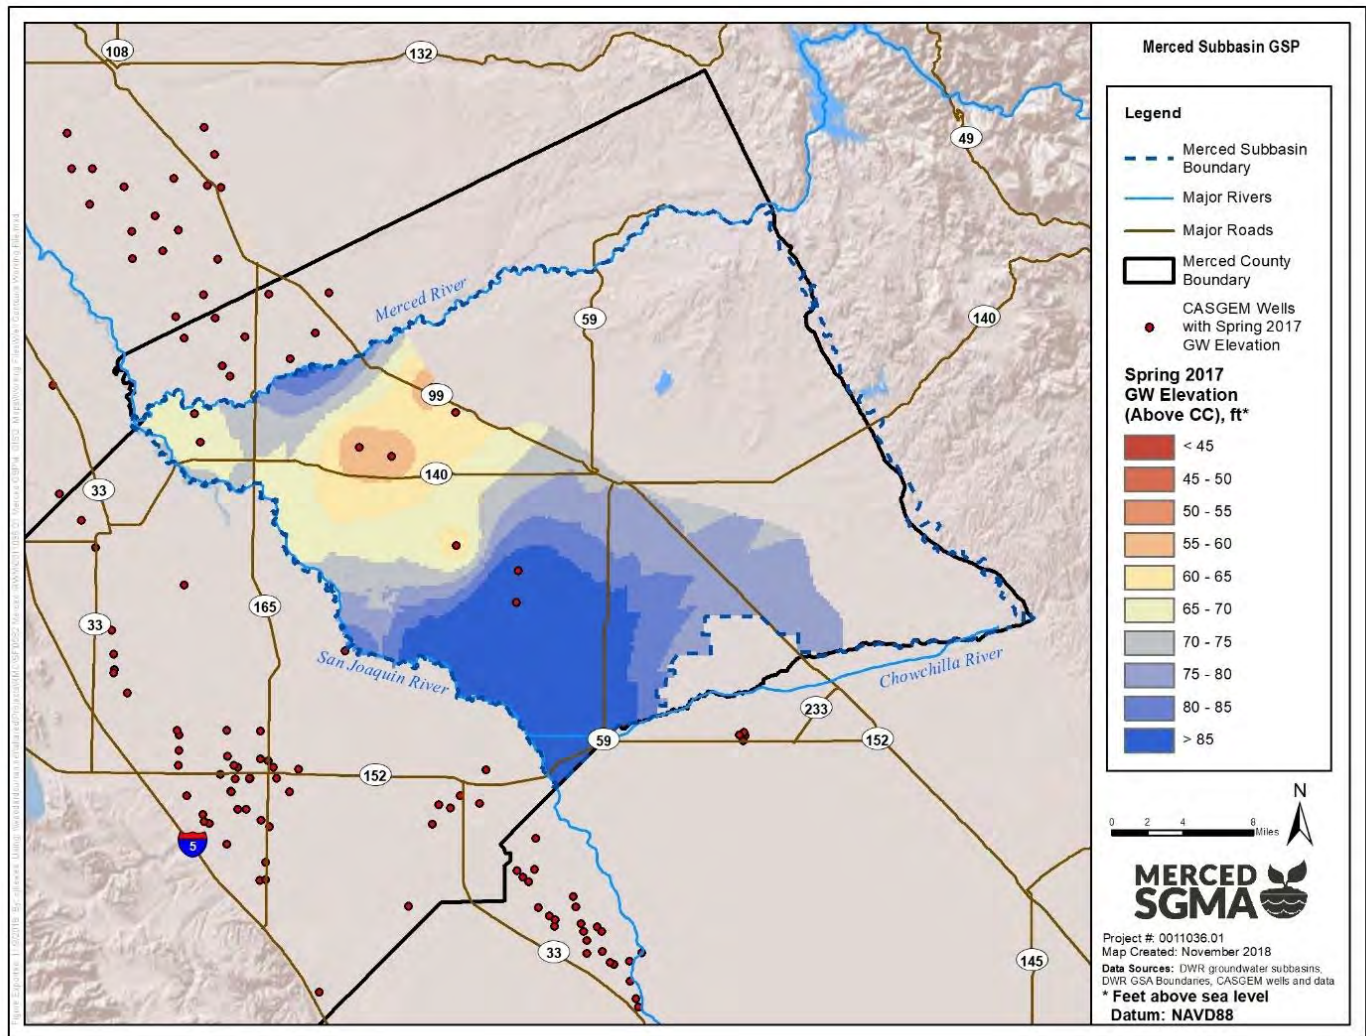 Merced Subbasin GSP
Legend
Merced Subbasin
Boundary
Major Rivers
Major Roads
Merced County
Boundary
CASGEM Wells
with Spring 2017
GW Elevation
Spring 2017
GW Elevation
(Above CC), ft*
< 45
45 - 50
50 - 55
55 - 60
60 - 65
65 - 70
70 - 75
75 - 80
80 - 85
> 85
N
0 2 4 8
Miles
MERCED
SGMA
Project #: 0011036.01
Map Created: November 2018
Data Sources: DWR groundwater subbasins,
DWR GSA Boundaries, CASGEM wells and data
* Feet above sea level
Datum: NAVD88
108
132
49
Merced River
59
140
99
140
33
165
33
San Joaquin River
Chowchilla River
233
59
152
152
5
33
145